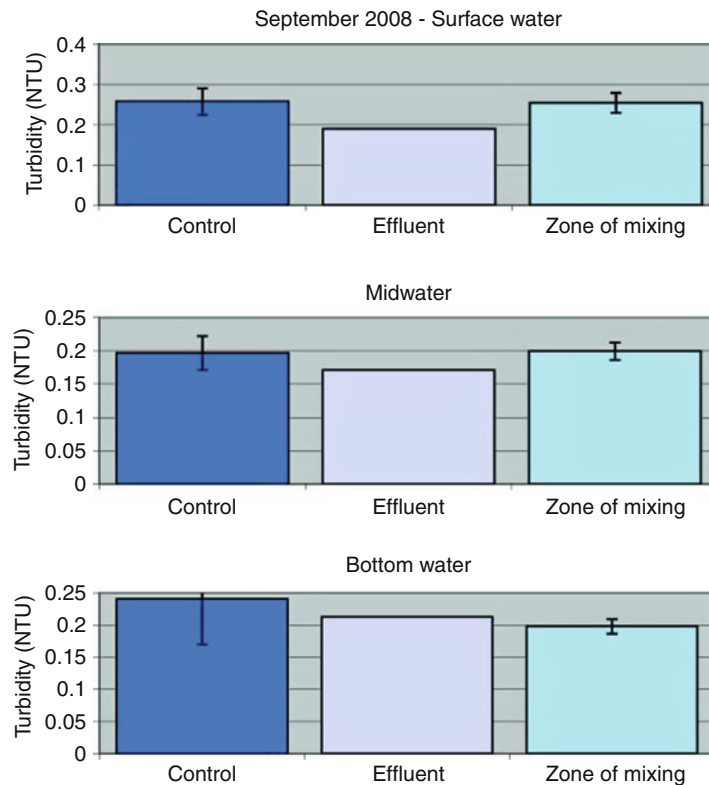 September 2008 - Surface water
Turbidity (NTU)
0.4
0.3
0.2
0.1
0
Control Effluent Zone of mixing
Midwater
Turbidity (NTU)
0.25
0.2
0.15
0.1
0.05
0
Control Effluent Zone of mixing
Bottom water
Turbidity (NTU)
0.25
0.2
0.15
0.1
0.05
0
Control Effluent Zone of mixing